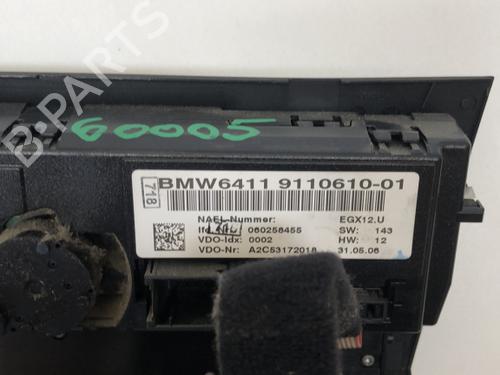 60005
718
BMW6411 9110610-01
NAEL-Nummer: EGX12.U
060258455 SW: 143
VDO-Idx: 0002 HW: 12
VDO-Nr: A2C53172018 31.05.06
B-PARTS